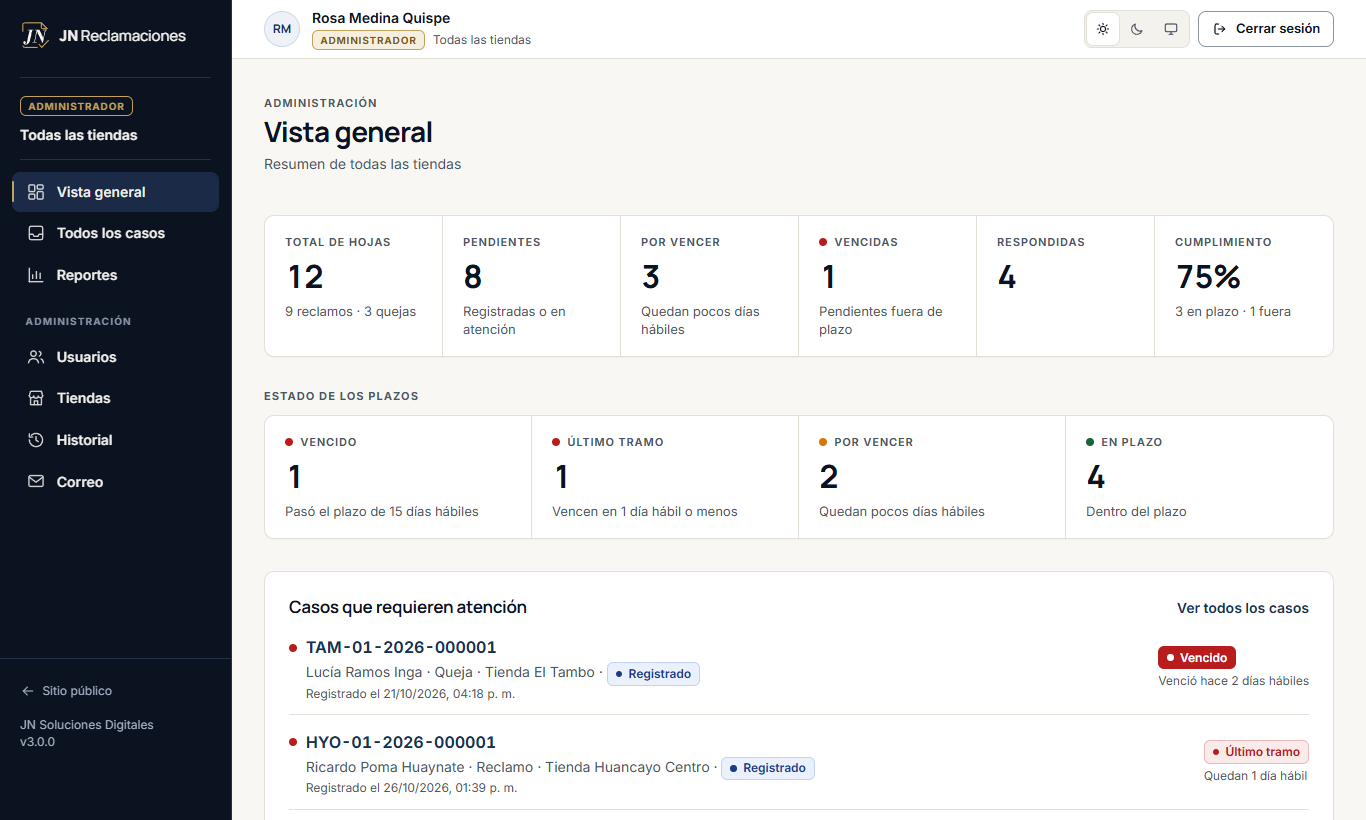 JN JN Reclamaciones
ADMINISTRADOR
Todas las tiendas
Vista general
Todos los casos
Reportes
ADMINISTRACIÓN
Usuarios
Tiendas
Historial
Correo
Sitio público
JN Soluciones Digitales
v3.0.0
RM
Rosa Medina Quispe
ADMINISTRADOR Todas las tiendas
Cerrar sesión
ADMINISTRACIÓN
Vista general
Resumen de todas las tiendas
TOTAL DE HOJAS
12
9 reclamos · 3 quejas
PENDIENTES
8
Registradas o en
atención
POR VENCER
3
Quedan pocos días
hábiles
VENCIDAS
1
Pendientes fuera de
plazo
RESPONDIDAS
4
CUMPLIMIENTO
75%
3 en plazo · 1 fuera
ESTADO DE LOS PLAZOS
VENCIDO
1
Pasó el plazo de 15 días hábiles
ÚLTIMO TRAMO
1
Vencen en 1 día hábil o menos
POR VENCER
2
Quedan pocos días hábiles
EN PLAZO
4
Dentro del plazo
Casos que requieren atención
Ver todos los casos
TAM-01-2026-000001
Lucía Ramos Inga · Queja · Tienda El Tambo · Registrado
Registrado el 21/10/2026, 04:18 p. m.
Vencido
Venció hace 2 días hábiles
HYO-01-2026-000001
Ricardo Poma Huaynate · Reclamo · Tienda Huancayo Centro · Registrado
Registrado el 26/10/2026, 01:39 p. m.
Último tramo
Quedan 1 día hábil